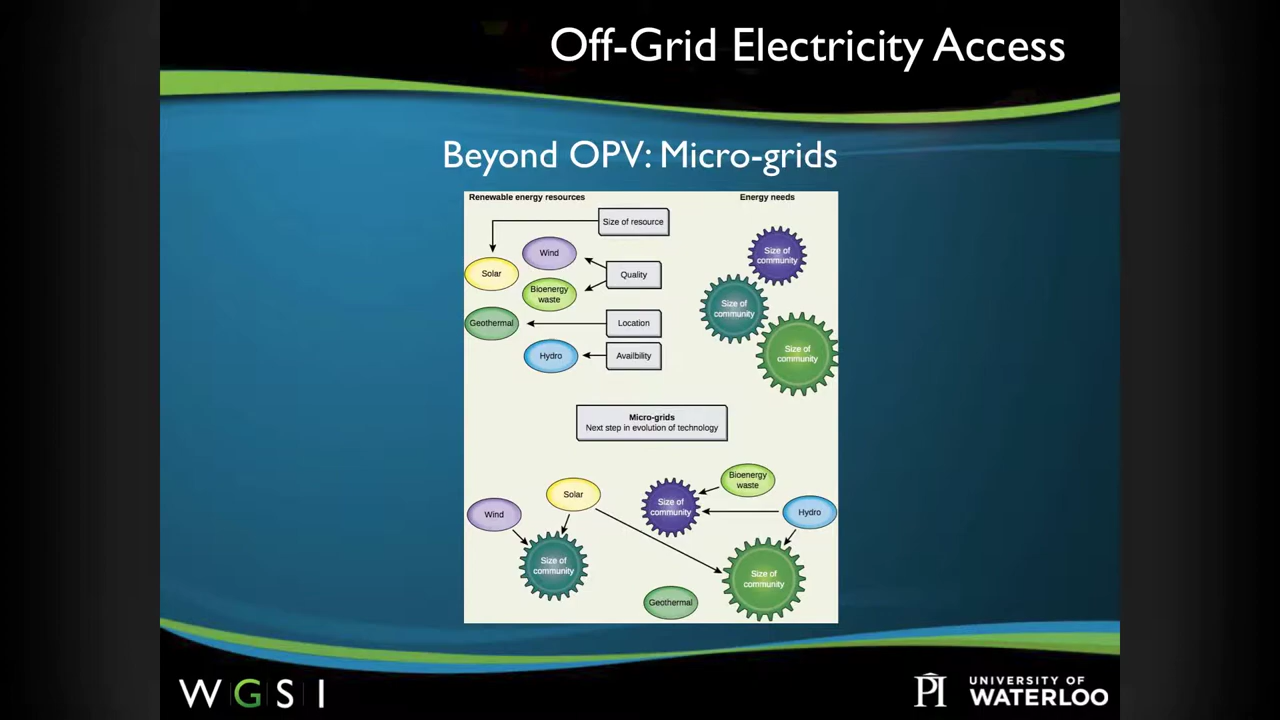 Off-Grid Electricity Access
Beyond OPV: Micro-grids
Renewable energy resources
Energy needs
Size of resource
Wind
Solar
Quality
Bioenergy
waste
Geothermal
Location
Hydro
Availbility
Size of
community
Size of
community
Size of
community
Micro-grids
Next step in evolution of technology
Bioenergy
waste
Solar
Wind
Size of
community
Hydro
Size of
community
Size of
community
Geothermal
WGSI
PI
UNIVERSITY OF
WATERLOO